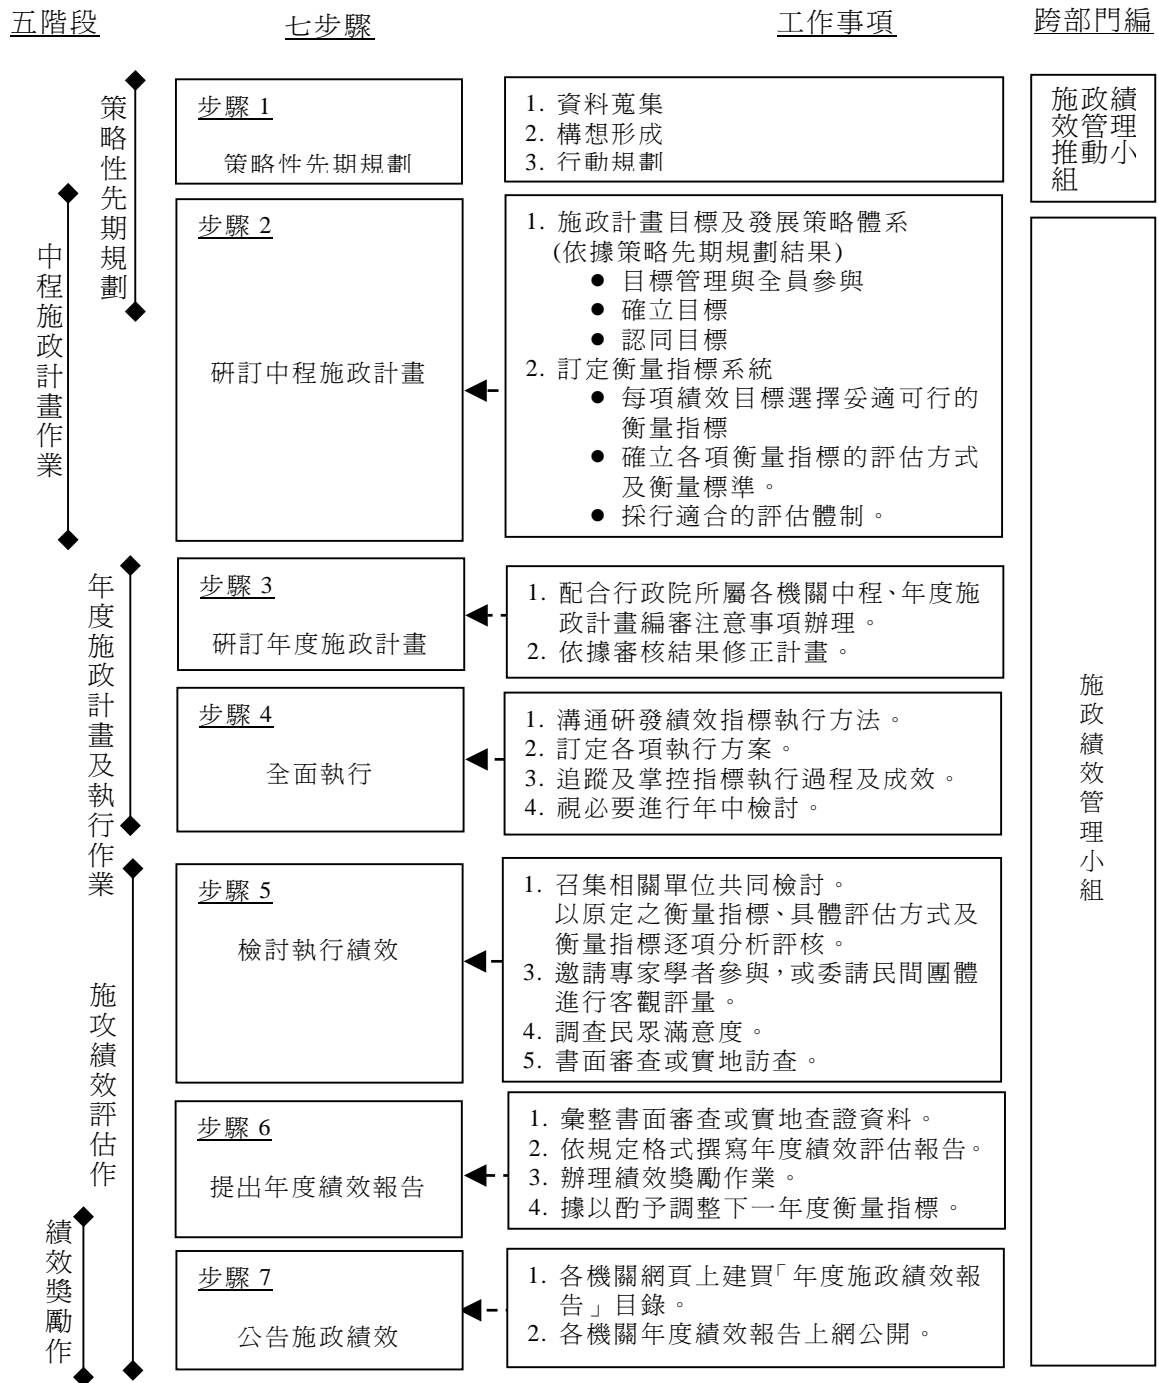 五階段
七步驟
工作事項
跨部門編
策略性先期規劃
中程施政計畫作業
年度施政計畫及執行作業
施攻績效評估作
績效獎勵作
步驟 1
策略性先期規劃
1. 資料蒐集
2. 構想形成
3. 行動規劃
施政績
效管理
推動小
組
步驟 2
研訂中程施政計畫
1. 施政計畫目標及發展策略體系
(依據策略先期規劃結果)
● 目標管理與全員參與
● 確立目標
● 認同目標
2. 訂定衡量指標系統
● 每項績效目標選擇妥適可行的
衡量指標
● 確立各項衡量指標的評估方式
及衡量標準。
● 採行適合的評估體制。
步驟 3
研訂年度施政計畫
1. 配合行政院所屬各機關中程、年度施
政計畫編審注意事項辦理。
2. 依據審核結果修正計畫。
步驟 4
全面執行
1. 溝通研發績效指標執行方法。
2. 訂定各項執行方案。
3. 追蹤及掌控指標執行過程及成效。
4. 視必要進行年中檢討。
步驟 5
檢討執行績效
1. 召集相關單位共同檢討。
以原定之衡量指標、具體評估方式及
衡量指標逐項分析評核。
3. 邀請專家學者參與，或委請民間團體
進行客觀評量。
4. 調查民眾滿意度。
5. 書面審查或實地訪查。
步驟 6
提出年度績效報告
1. 彙整書面審查或實地查證資料。
2. 依規定格式撰寫年度績效評估報告。
3. 辦理績效獎勵作業。
4. 據以酌予調整下一年度衡量指標。
步驟 7
公告施政績效
1. 各機關網頁上建買「年度施政績效報
告」目錄。
2. 各機關年度績效報告上網公開。
施政績效管理小組